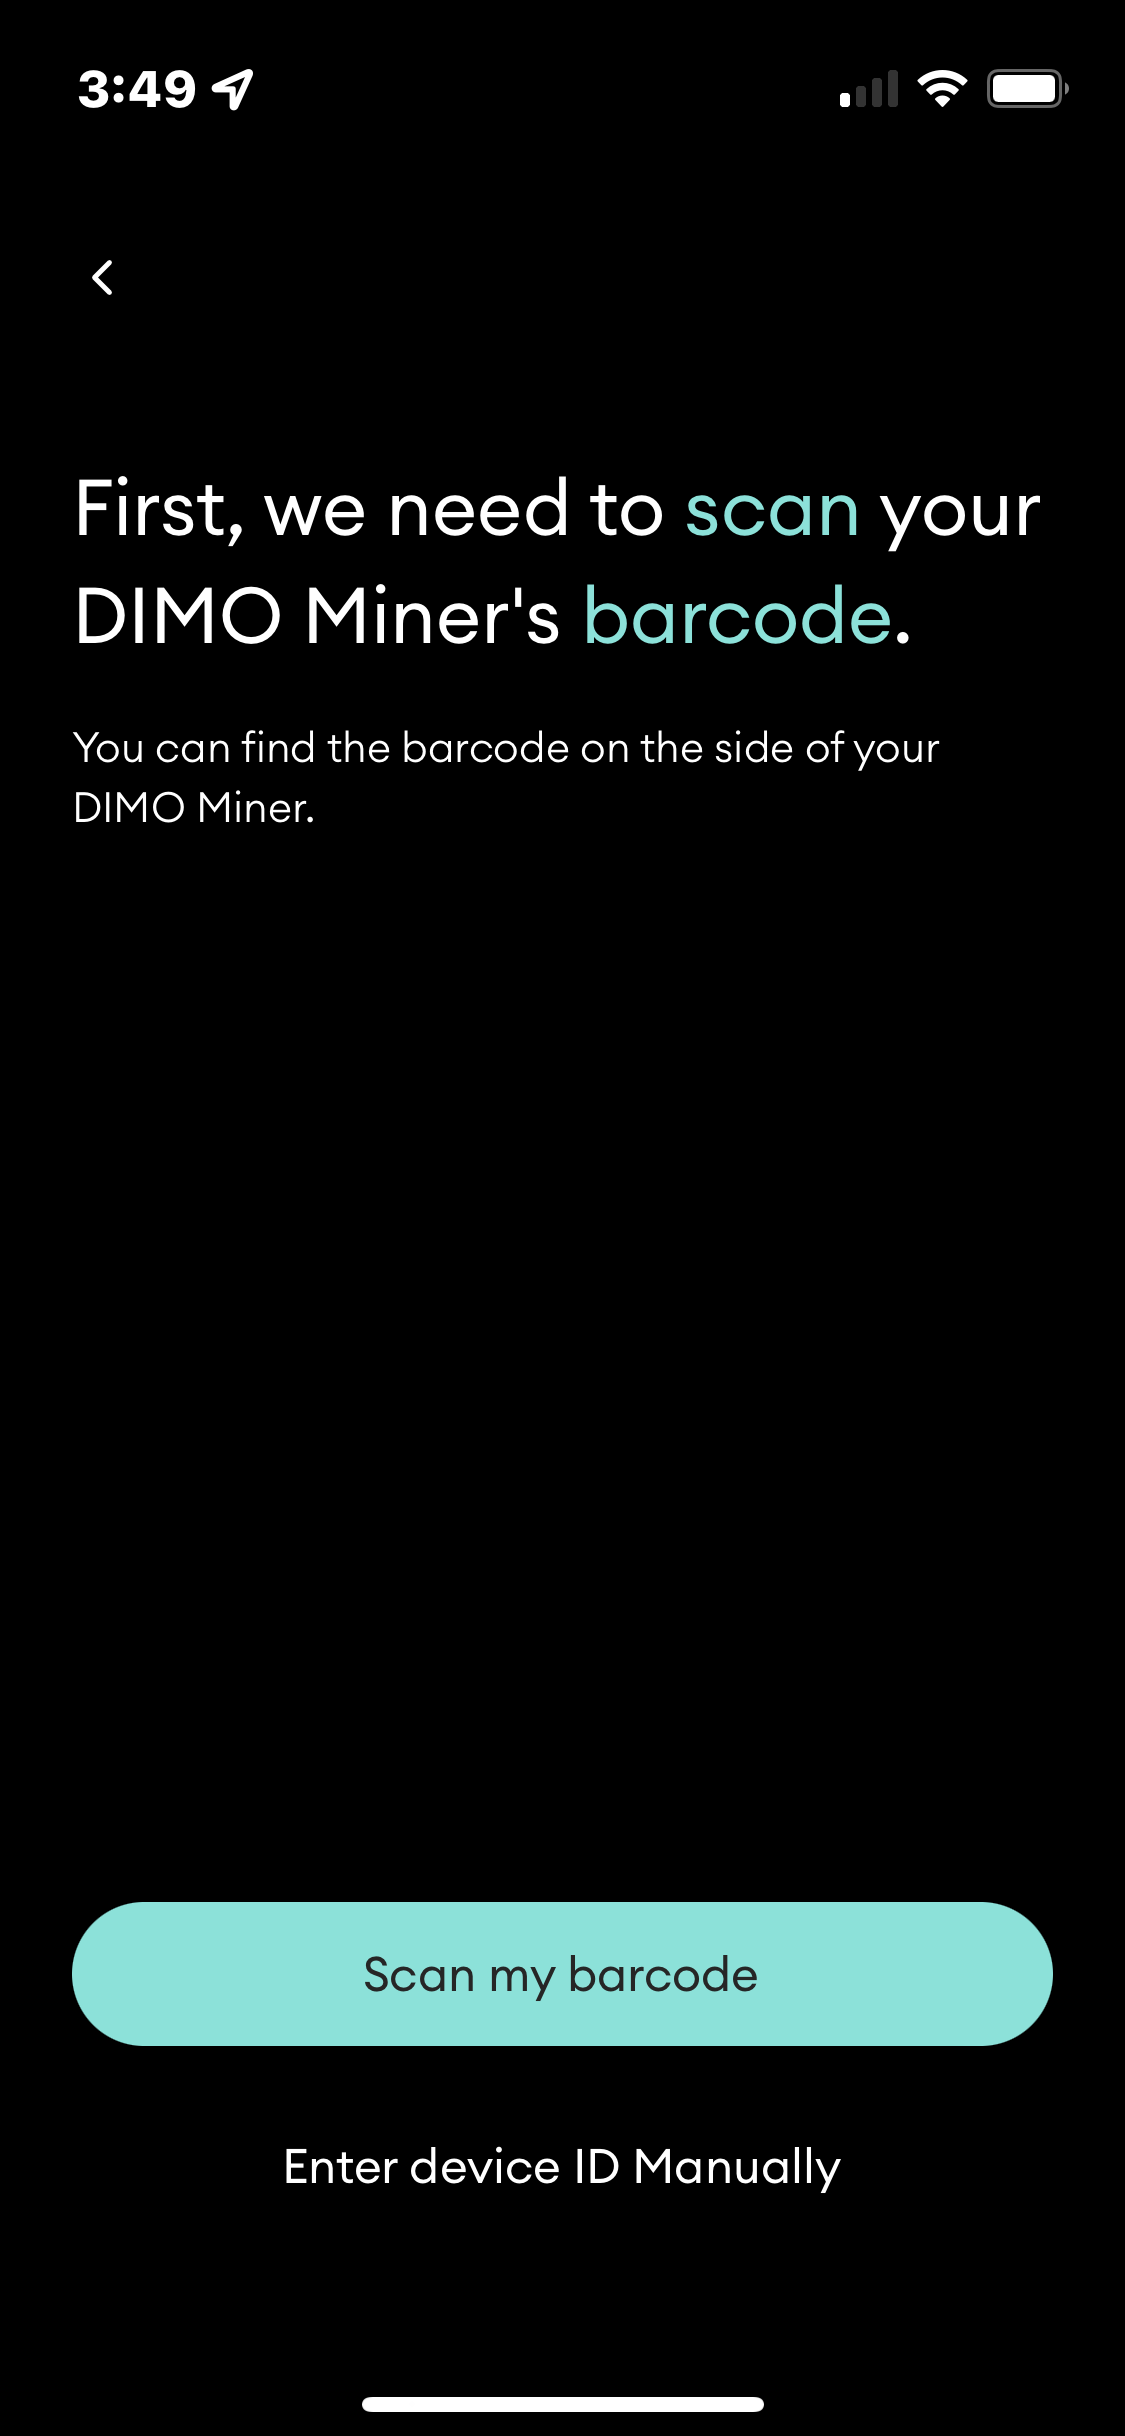 3:49
First, we need to scan your
DIMO Miner's barcode.
You can find the barcode on the side of your
DIMO Miner.
Scan my barcode
Enter device ID Manually